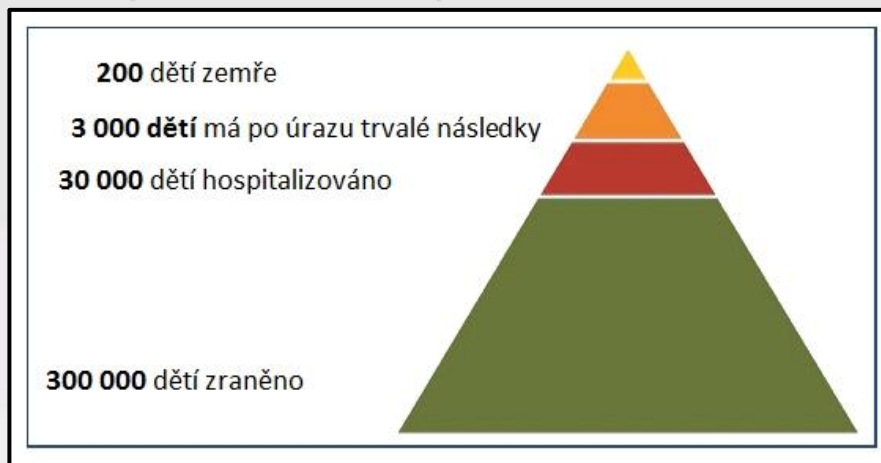 200 dětí zemře
3 000 dětí má po úrazu trvalé následky
30 000 dětí hospitalizováno
300 000 dětí zraněno